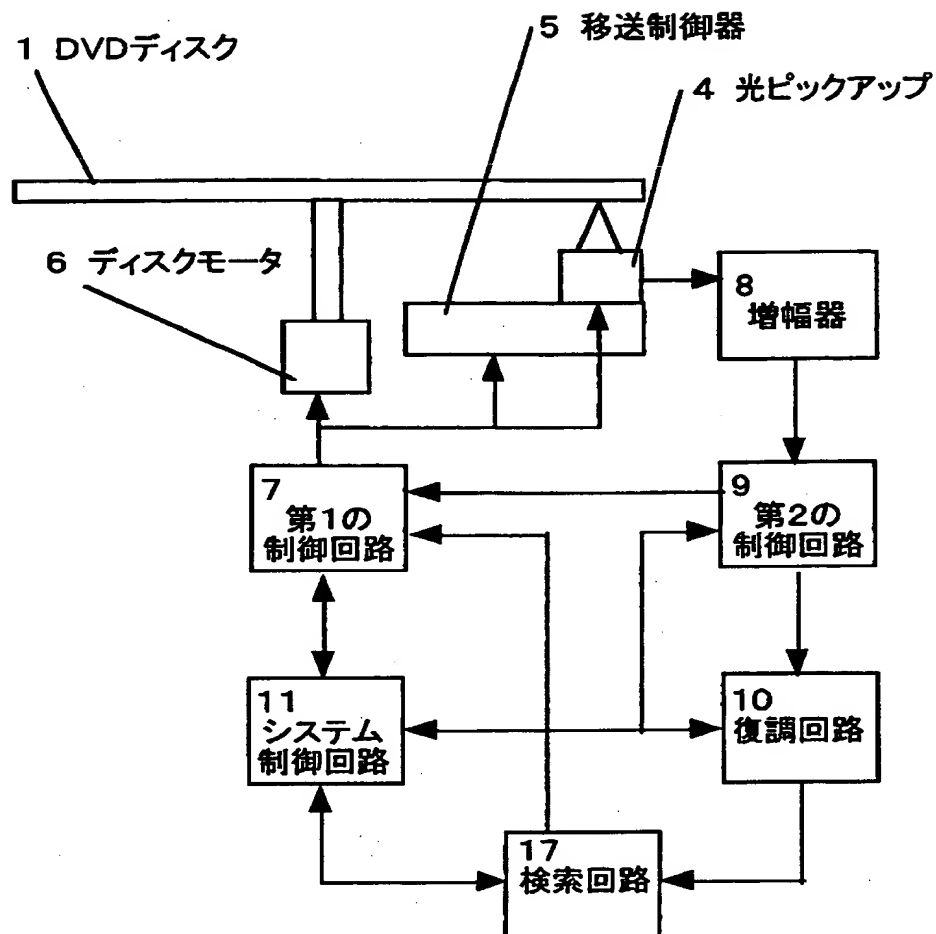 5 移送制御器
1 DVDディスク
4 光ピックアップ
6 ディスクモータ
8
増幅器
7
第1の
制御回路
9
第2の
制御回路
11
システム
制御回路
10
復調回路
17
検索回路